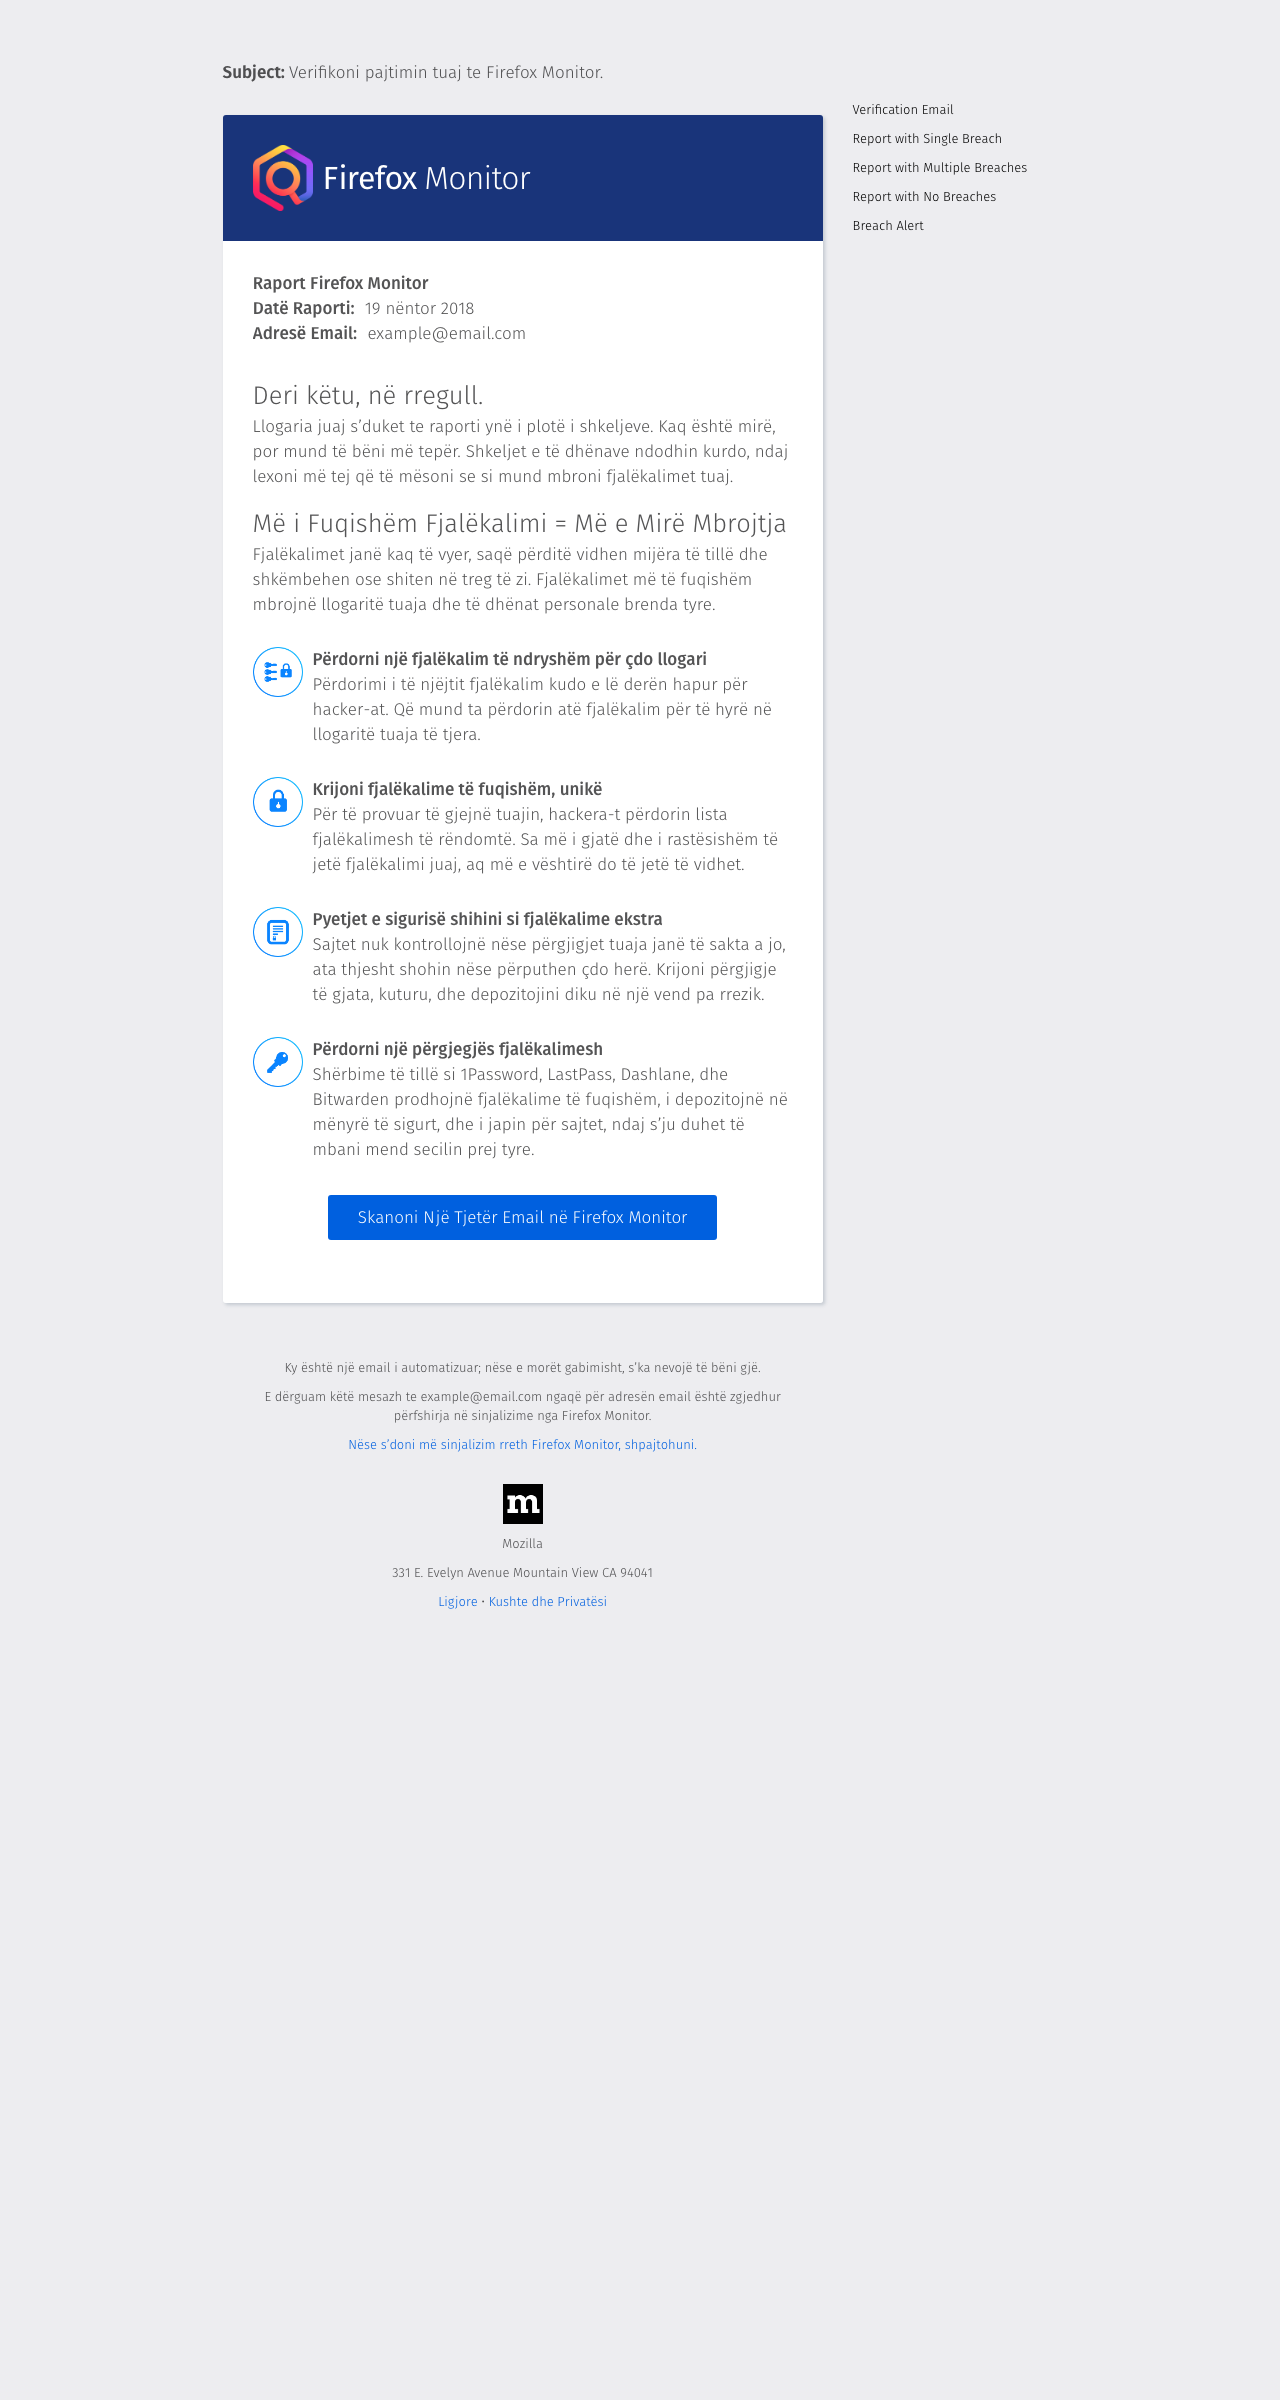 Subject: Verifikoni pajtimin tuaj te Firefox Monitor.
Verification Email
Report with Single Breach
Report with Multiple Breaches
Report with No Breaches
Breach Alert
Firefox Monitor
Raport Firefox Monitor
Datë Raporti: 19 nëntor 2018
Adresë Email: example@email.com
Deri këtu, në rregull.
Llogaria juaj s’duket te raporti ynë i plotë i shkeljeve. Kaq është mirë,
por mund të bëni më tepër. Shkeljet e të dhënave ndodhin kurdo, ndaj
lexoni më tej që të mësoni se si mund mbroni fjalëkalimet tuaj.
Më i Fuqishëm Fjalëkalimi = Më e Mirë Mbrojtja
Fjalëkalimet janë kaq të vyer, saqë përditë vidhen mijëra të tillë dhe
shkëmbehen ose shiten në treg të zi. Fjalëkalimet më të fuqishëm
mbrojnë llogaritë tuaja dhe të dhënat personale brenda tyre.
Përdorni një fjalëkalim të ndryshëm për çdo llogari
Përdorimi i të njëjtit fjalëkalim kudo e lë derën hapur për
hacker-at. Që mund ta përdorin atë fjalëkalim për të hyrë në
llogaritë tuaja të tjera.
Krijoni fjalëkalime të fuqishëm, unikë
Për të provuar të gjejnë tuajin, hackera-t përdorin lista
fjalëkalimesh të rëndomtë. Sa më i gjatë dhe i rastësishëm të
jetë fjalëkalimi juaj, aq më e vështirë do të jetë të vidhet.
Pyetjet e sigurisë shihini si fjalëkalime ekstra
Sajtet nuk kontrollojnë nëse përgjigjet tuaja janë të sakta a jo,
ata thjesht shohin nëse përputhen çdo herë. Krijoni përgjigje
të gjata, kuturu, dhe depozitojini diku në një vend pa rrezik.
Përdorni një përgjegjës fjalëkalimesh
Shërbime të tillë si 1Password, LastPass, Dashlane, dhe
Bitwarden prodhojnë fjalëkalime të fuqishëm, i depozitojnë në
mënyrë të sigurt, dhe i japin për sajtet, ndaj s’ju duhet të
mbani mend secilin prej tyre.
Skanoni Një Tjetër Email në Firefox Monitor
Ky është një email i automatizuar; nëse e morët gabimisht, s’ka nevojë të bëni gjë.
E dërguam këtë mesazh te example@email.com ngaqë për adresën email është zgjedhur
përfshirja në sinjalizime nga Firefox Monitor.
Nëse s’doni më sinjalizim rreth Firefox Monitor, shpajtohuni.
m
Mozilla
331 E. Evelyn Avenue Mountain View CA 94041
Ligjore • Kushte dhe Privatësi